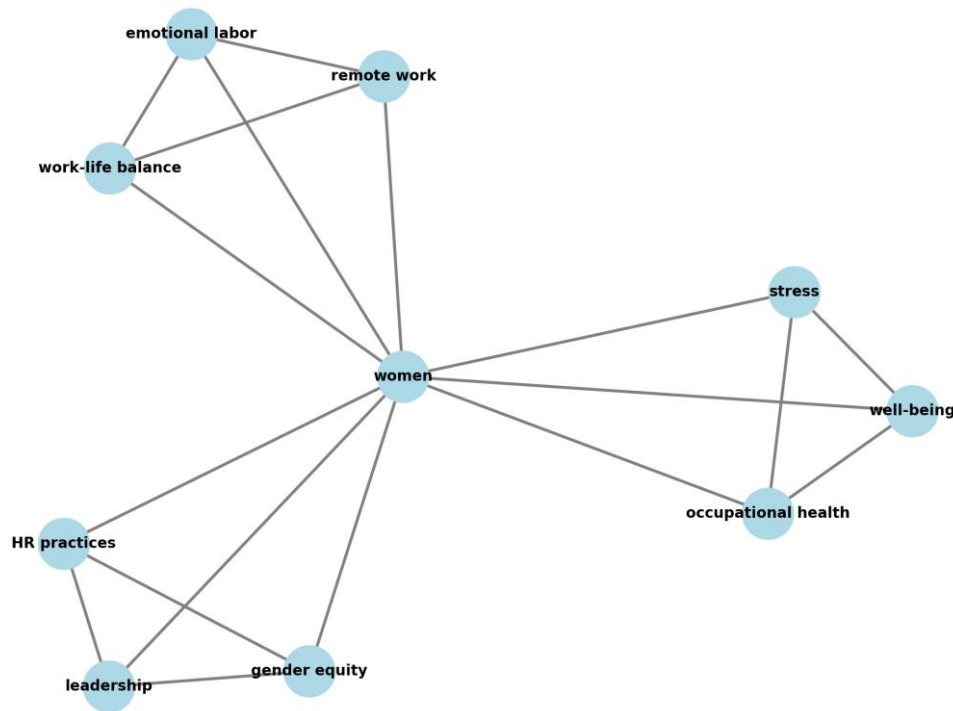 emotional labor
remote work
work-life balance
stress
women
well-being
occupational health
HR practices
gender equity
leadership